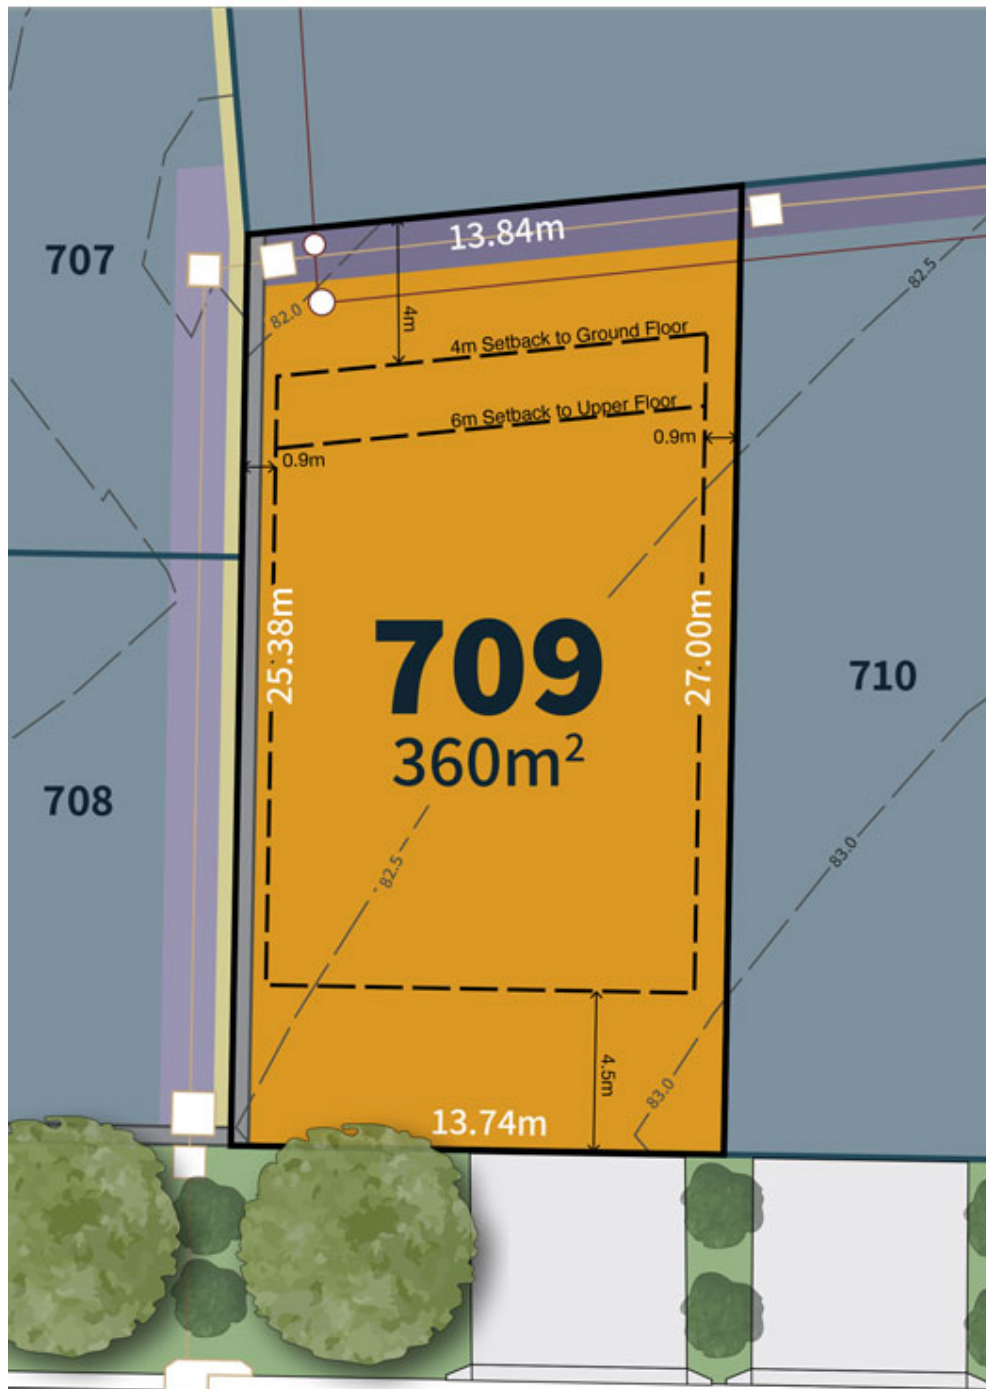 707
13.84m
82.0
4m
82.5
4m Setback to Ground Floor
6m Setback to Upper Floor
0.9m
0.9m
25.38m
27.00m
709
360m²
710
708
82.5
83.0
83.0
4.5m
13.74m